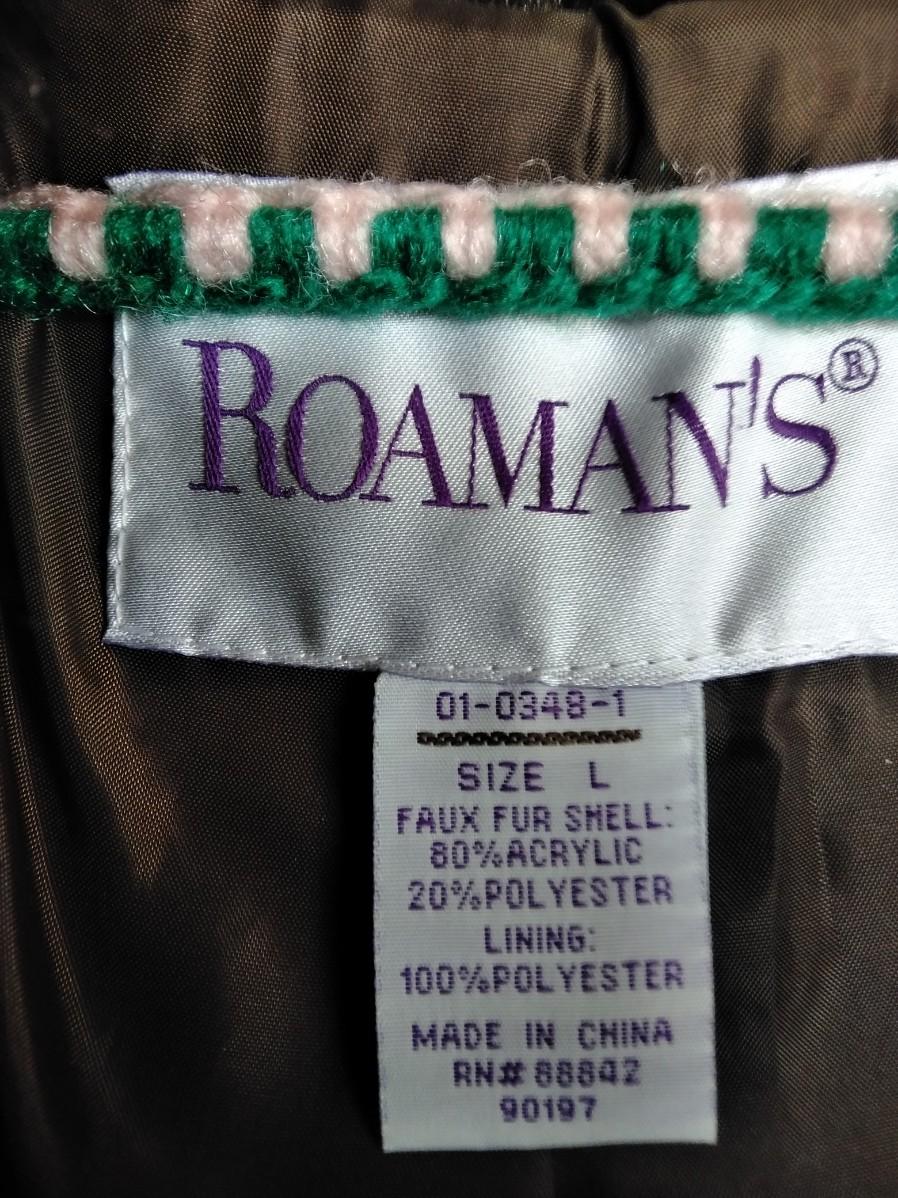 ROAMAN'S®
01-0348-1
SIZE L
FAUX FUR SHELL:
80%ACRYLIC
20%POLYESTER
LINING:
100%POLYESTER
MADE IN CHINA
RN# 88842
90197